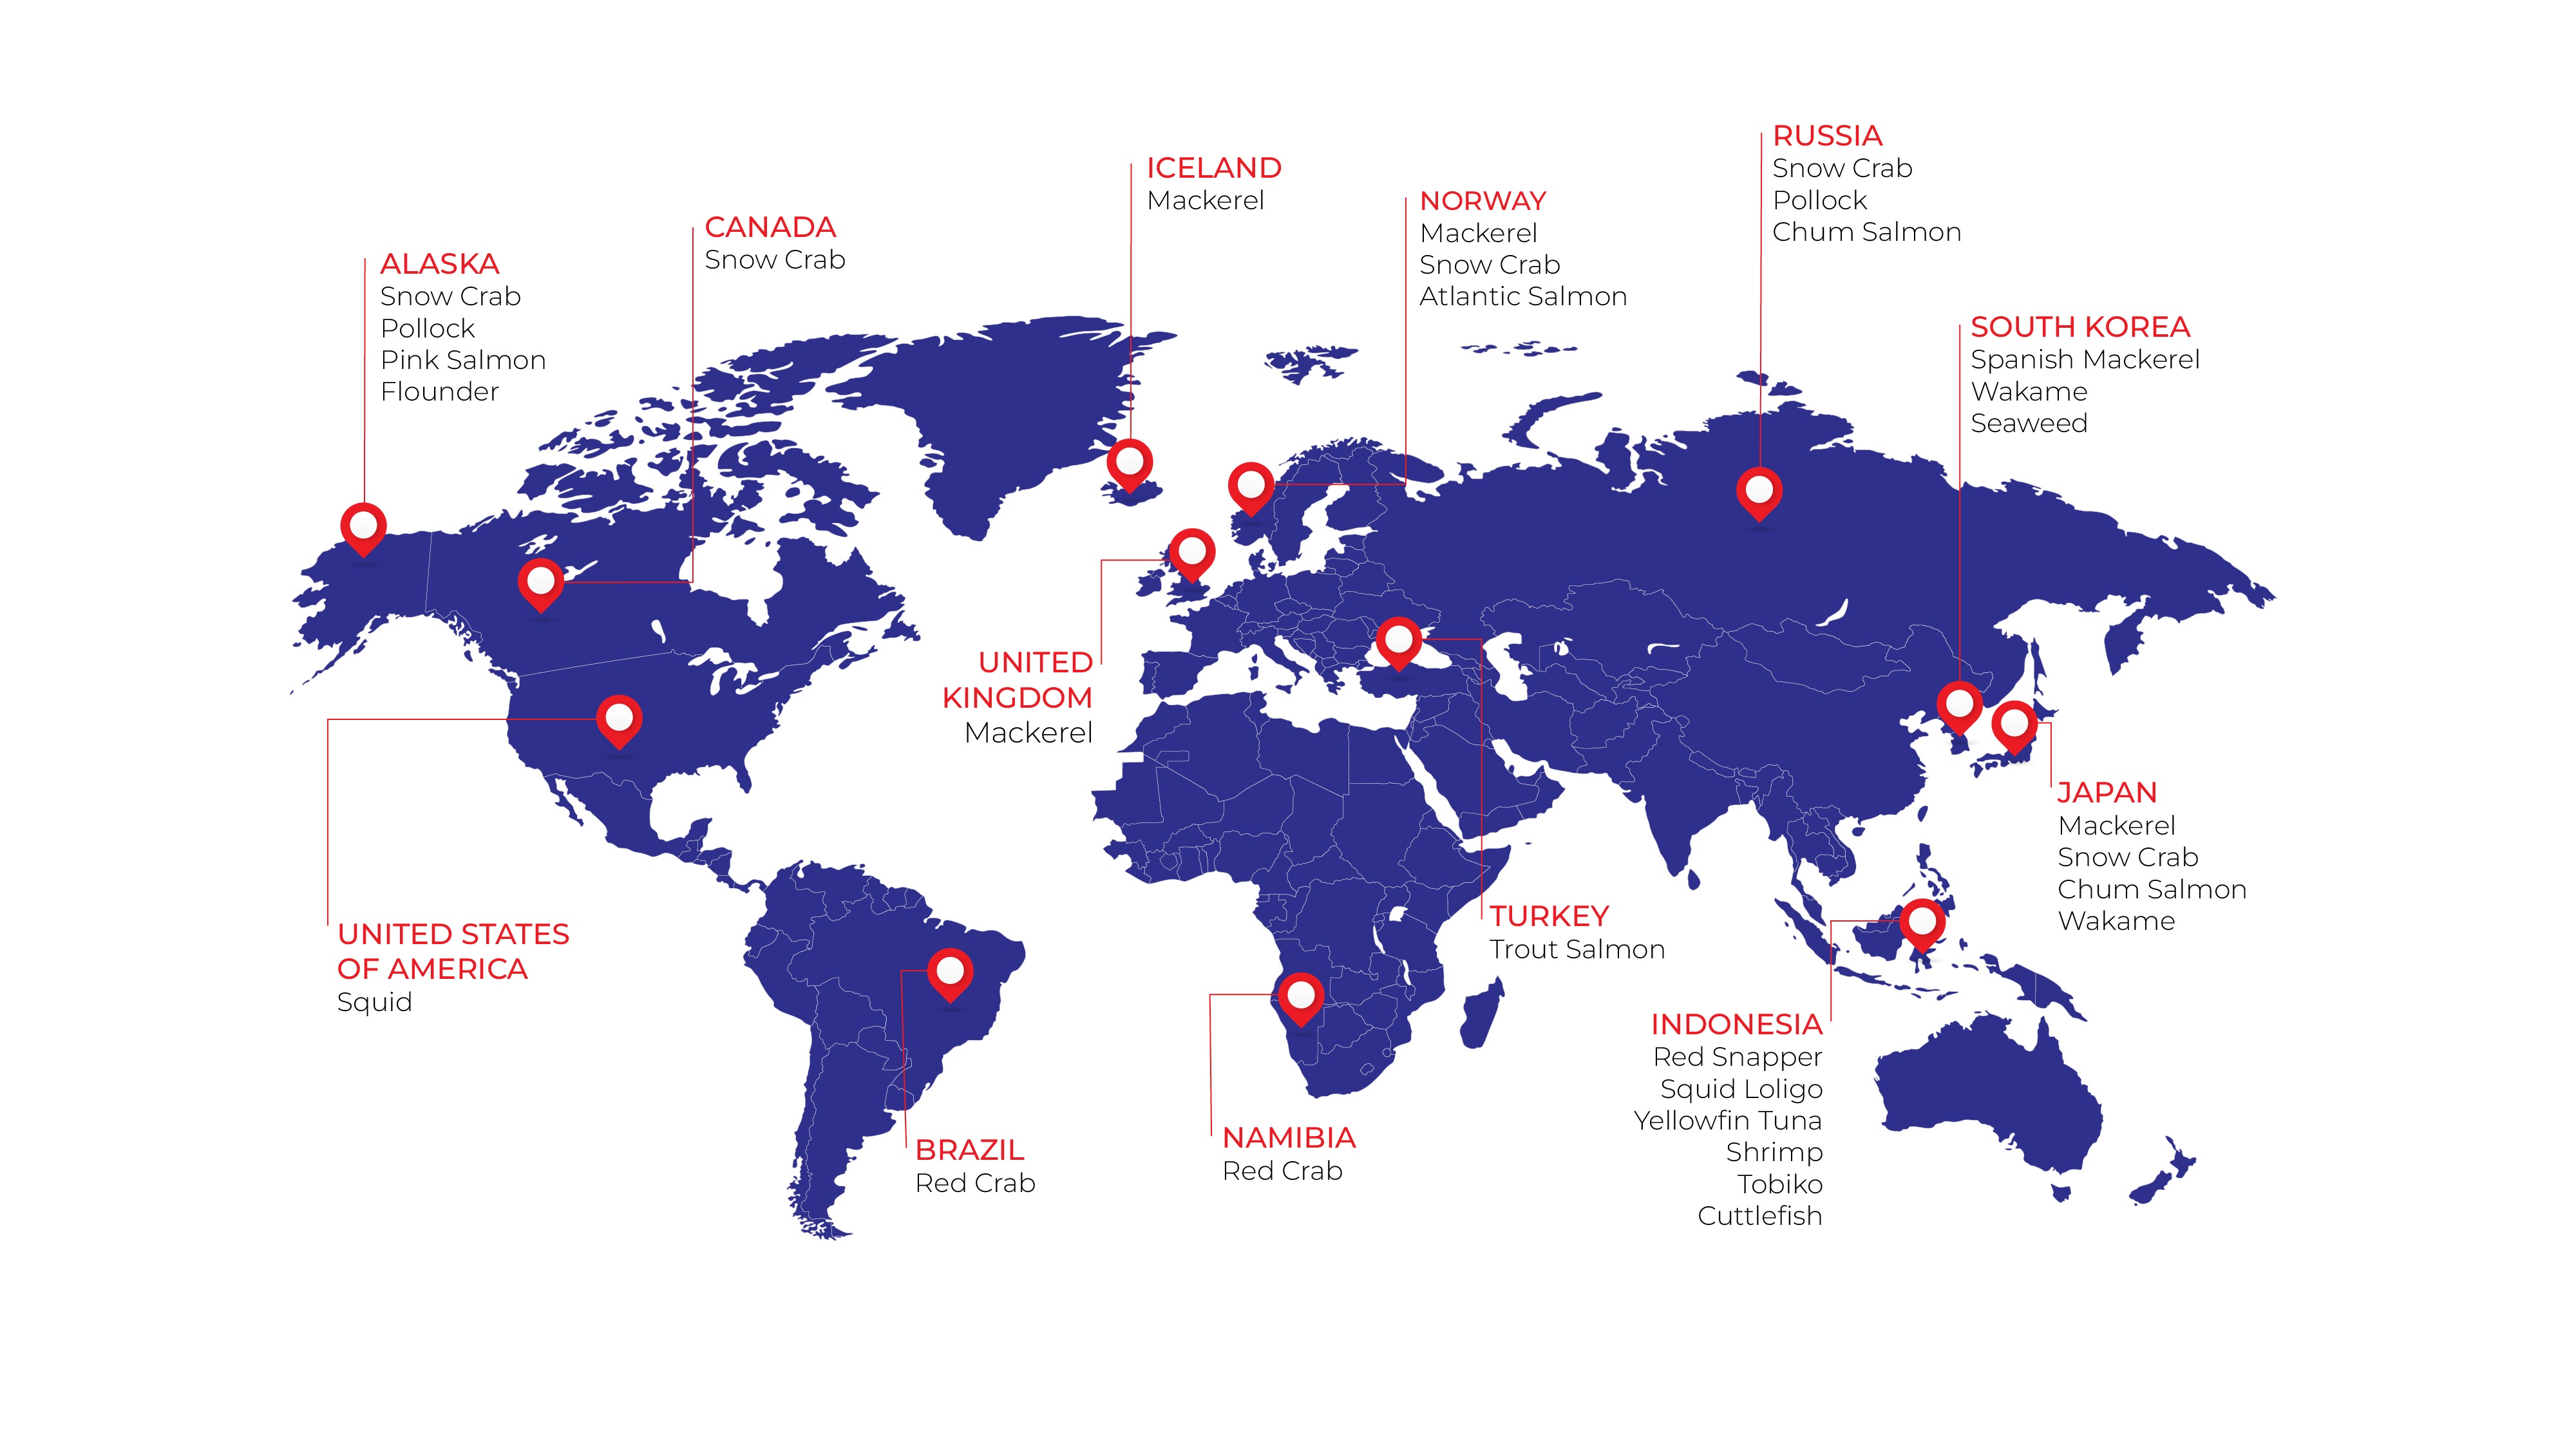 RUSSIA
Snow Crab
Pollock
Chum Salmon
ICELAND
Mackerel
NORWAY
Mackerel
Snow Crab
Atlantic Salmon
CANADA
Snow Crab
ALASKA
Snow Crab
Pollock
Pink Salmon
Flounder
SOUTH KOREA
Spanish Mackerel
Wakame
Seaweed
UNITED
KINGDOM
Mackerel
JAPAN
Mackerel
Snow Crab
Chum Salmon
Wakame
TURKEY
Trout Salmon
UNITED STATES
OF AMERICA
Squid
INDONESIA
Red Snapper
Squid Loligo
Yellowfin Tuna
Shrimp
Tobiko
Cuttlefish
NAMIBIA
Red Crab
BRAZIL
Red Crab